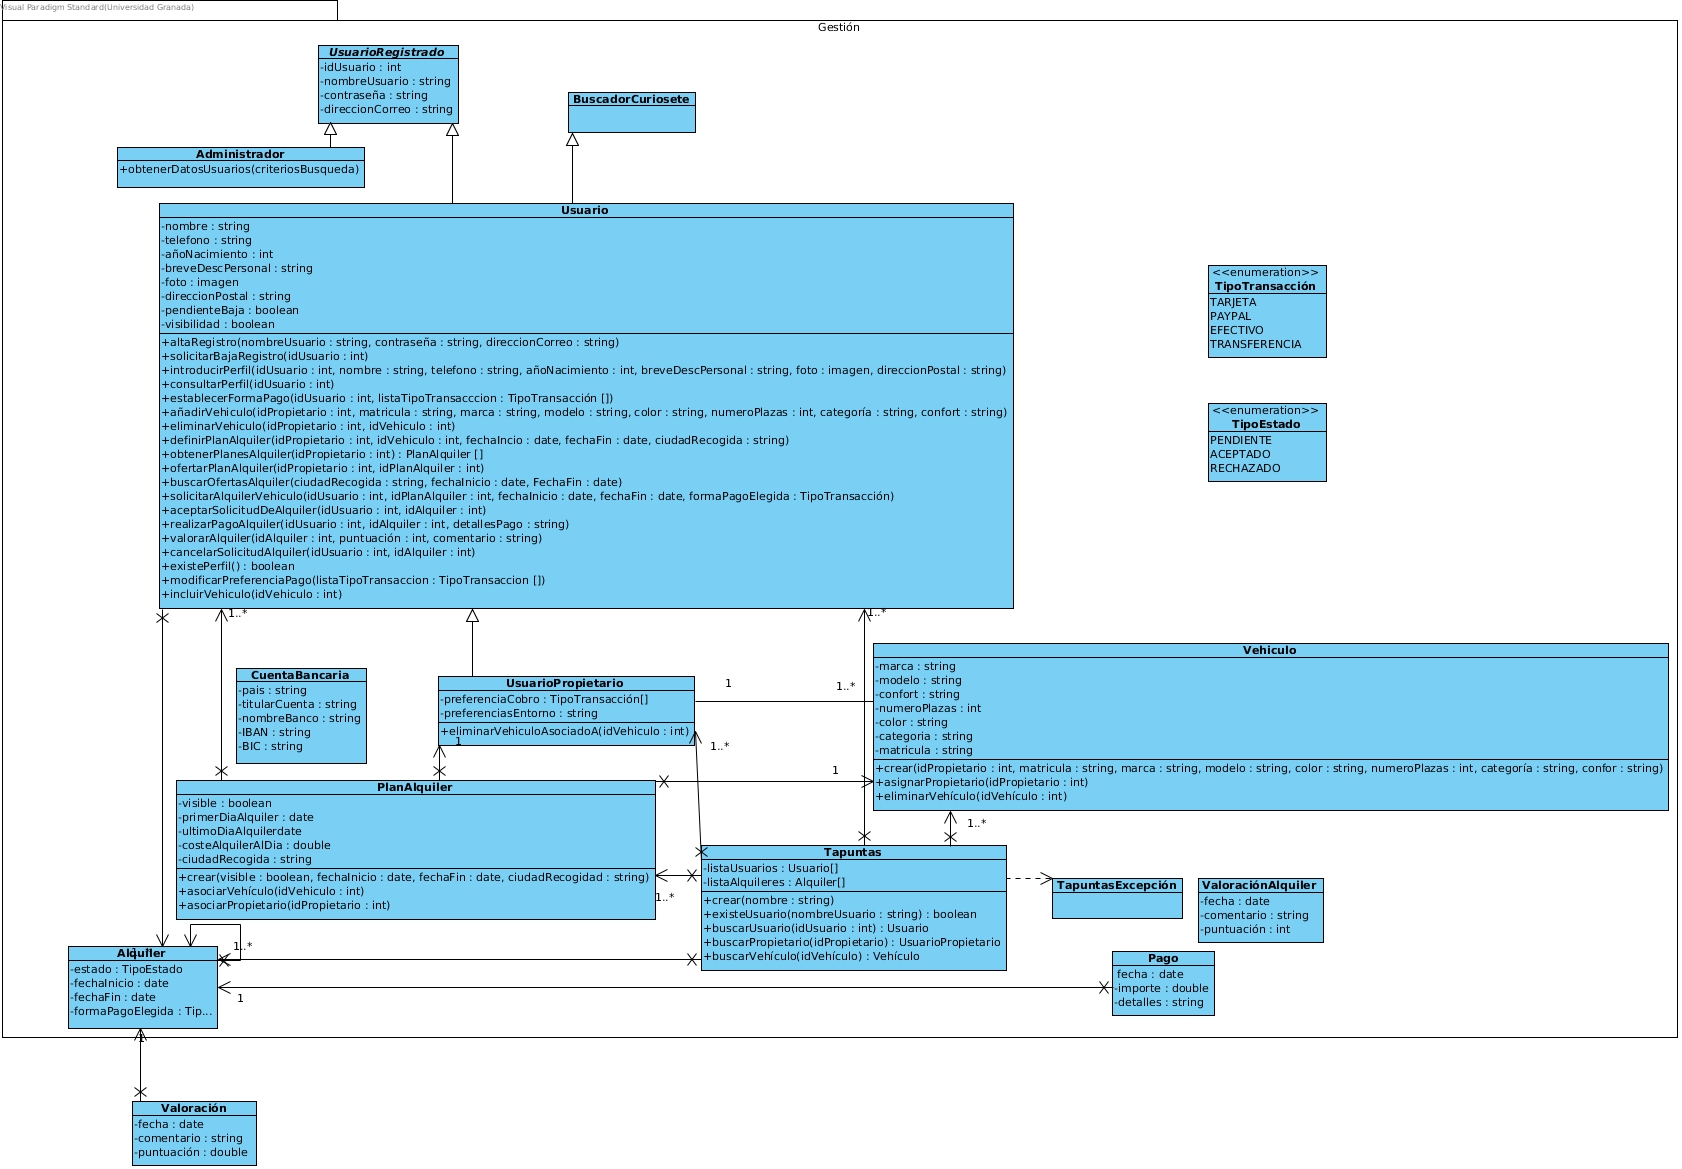 Visual Paradigm Standard(Universidad Granada)
Gestión
UsuarioRegistrado
-idUsuario : int
-nombreUsuario : string
-contraseña : string
-direccionCorreo : string
BuscadorCuriosete
Administrador
+obtenerDatosUsuarios(criteriosBusqueda)
Usuario
-nombre : string
-telefono : string
-añoNacimiento : int
-breveDescPersonal : string
-foto : imagen
-direccionPostal : string
-pendienteBaja : boolean
-visibilidad : boolean
+altaRegistro(nombreUsuario : string, contraseña : string, direccionCorreo : string)
+solicitarBajaRegistro(idUsuario : int)
+introducirPerfil(idUsuario : int, nombre : string, telefono : string, añoNacimiento : int, breveDescPersonal : string, foto : imagen, direccionPostal : string)
+consultarPerfil(idUsuario : int)
+establecerFormaPago(idUsuario : int, listaTipoTransacccion : TipoTransacción [])
+añadirVehiculo(idPropietario : int, matricula : string, marca : string, modelo : string, color : string, numeroPlazas : int, categoría : string, confort : string)
+eliminarVehiculo(idPropietario : int, idVehiculo : int)
+definirPlanAlquiler(idPropietario : int, idVehiculo : int, fechaIncio : date, fechaFin : date, ciudadRecogida : string)
+obtenerPlanesAlquiler(idPropietario : int) : PlanAlquiler []
+ofertarPlanAlquiler(idPropietario : int, idPlanAlquiler : int)
+buscarOfertasAlquiler(ciudadRecogida : string, fechaInicio : date, FechaFin : date)
+solicitarAlquilerVehiculo(idUsuario : int, idPlanAlquiler : int, fechaInicio : date, fechaFin : date, formaPagoElegida : TipoTransacción)
+aceptarSolicitudDeAlquiler(idUsuario : int, idAlquiler : int)
+realizarPagoAlquiler(idUsuario : int, idAlquiler : int, detallesPago : string)
+valorarAlquiler(idAlquiler : int, puntuación : int, comentario : string)
+cancelarSolicitudAlquiler(idUsuario : int, idAlquiler : int)
+existePerfil() : boolean
+modificarPreferenciaPago(listaTipoTransaccion : TipoTransaccion [])
+incluirVehiculo(idVehiculo : int)
<<enumeration>>
TipoTransacción
TARJETA
PAYPAL
EFECTIVO
TRANSFERENCIA
<<enumeration>>
TipoEstado
PENDIENTE
ACEPTADO
RECHAZADO
1..*
1..*
CuentaBancaria
-pais : string
-titularCuenta : string
-nombreBanco : string
-IBAN : string
-BIC : string
UsuarioPropietario
-preferenciaCobro : TipoTransacción[]
-preferenciasEntorno : string
+eliminarVehiculoAsociadoA(idVehiculo : int)
1
1
1..*
1..*
Vehiculo
-marca : string
-modelo : string
-confort : string
-numeroPlazas : int
-color : string
-categoria : string
-matricula : string
+crear(idPropietario : int, matricula : string, marca : string, modelo : string, color : string, numeroPlazas : int, categoría : string, confor : string)
+asignarPropietario(idPropietario : int)
+eliminarVehículo(idVehículo : int)
1
1..*
PlanAlquiler
-visible : boolean
-primerDiaAlquiler : date
-ultimoDiaAlquilerdate
-costeAlquilerAlDia : double
-ciudadRecogida : string
+crear(visible : boolean, fechaInicio : date, fechaFin : date, ciudadRecogidad : string)
+asociarVehículo(idVehiculo : int)
+asociarPropietario(idPropietario : int)
1..*
Tapuntas
-listaUsuarios : Usuario[]
-listaAlquileres : Alquiler[]
+crear(nombre : string)
+existeUsuario(nombreUsuario : string) : boolean
+buscarUsuario(idUsuario : int) : Usuario
+buscarPropietario(idPropietario) : UsuarioPropietario
+buscarVehículo(idVehículo) : Vehículo
TapuntasExcepción
ValoraciónAlquiler
-fecha : date
-comentario : string
-puntuación : int
Alquiler
-estado : TipoEstado
-fechaInicio : date
-fechaFin : date
-formaPagoElegida : Tip...
1..*
1
Pago
fecha : date
-importe : double
-detalles : string
1
Valoración
-fecha : date
-comentario : string
-puntuación : double